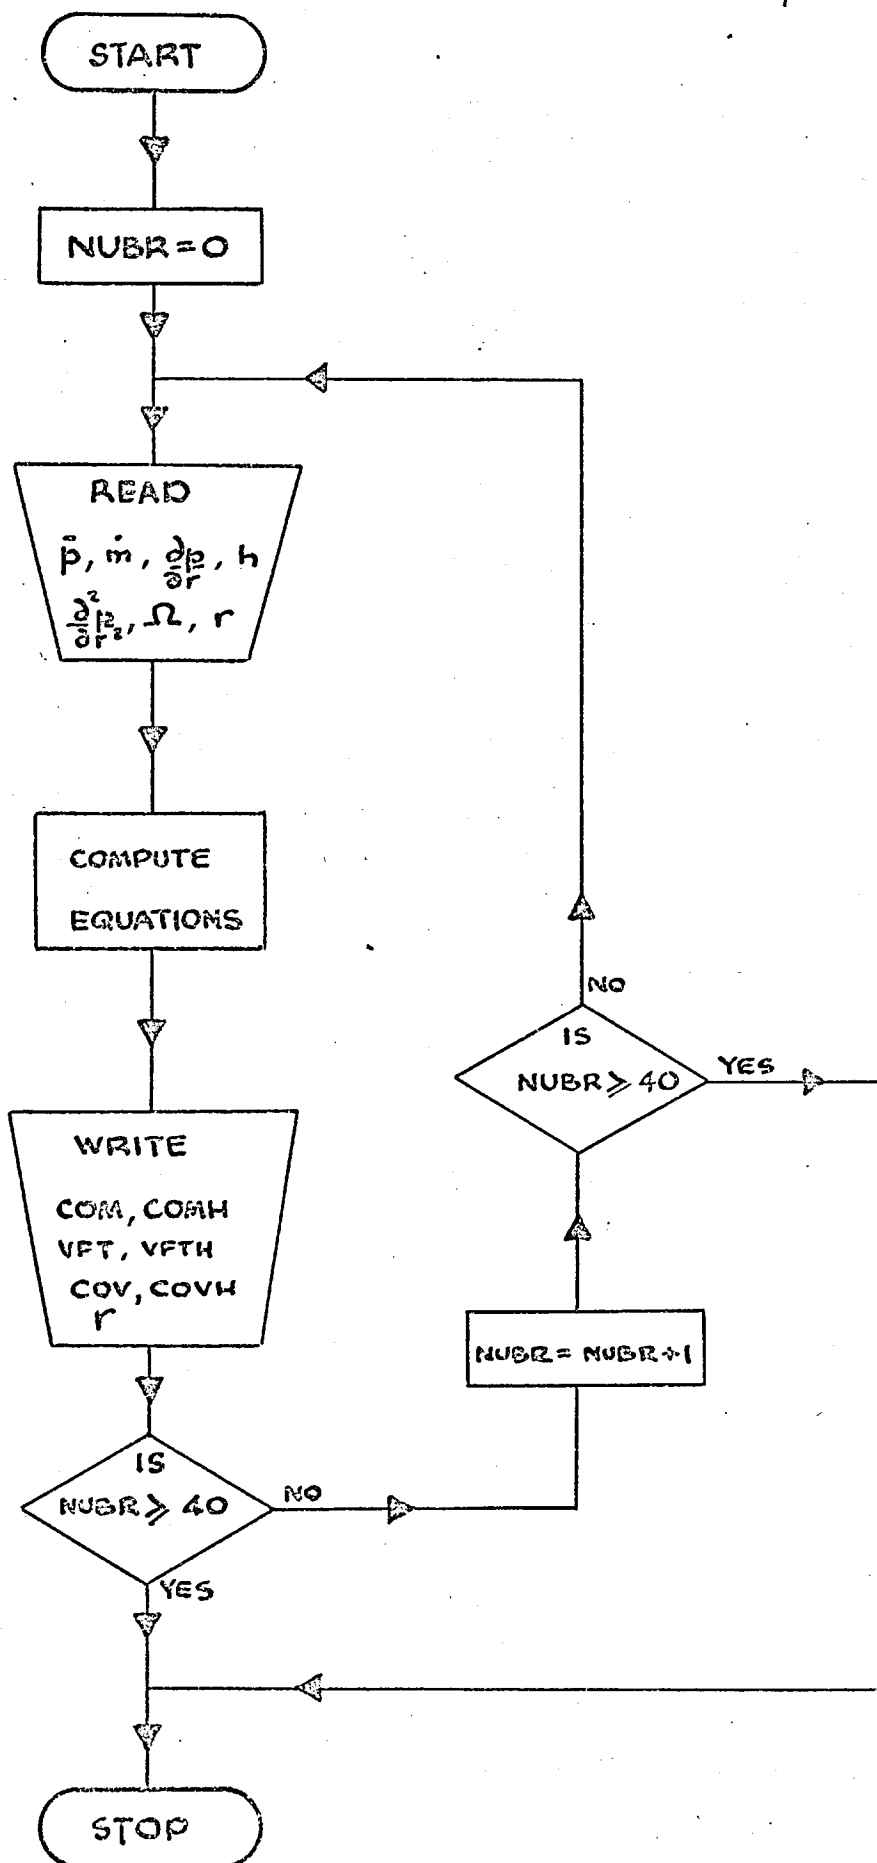 START
NUBR = 0
READ
p̈, ṁ, ∂p/∂r, h
∂²p/∂r², Ω, r
COMPUTE
EQUATIONS
WRITE
COM, COMH
VFT, VFTH
COV, COVH
r
IS
NUBR ⩾ 40
NO
YES
NUBR = NUBR + 1
IS
NUBR ⩾ 40
NO
YES
STOP